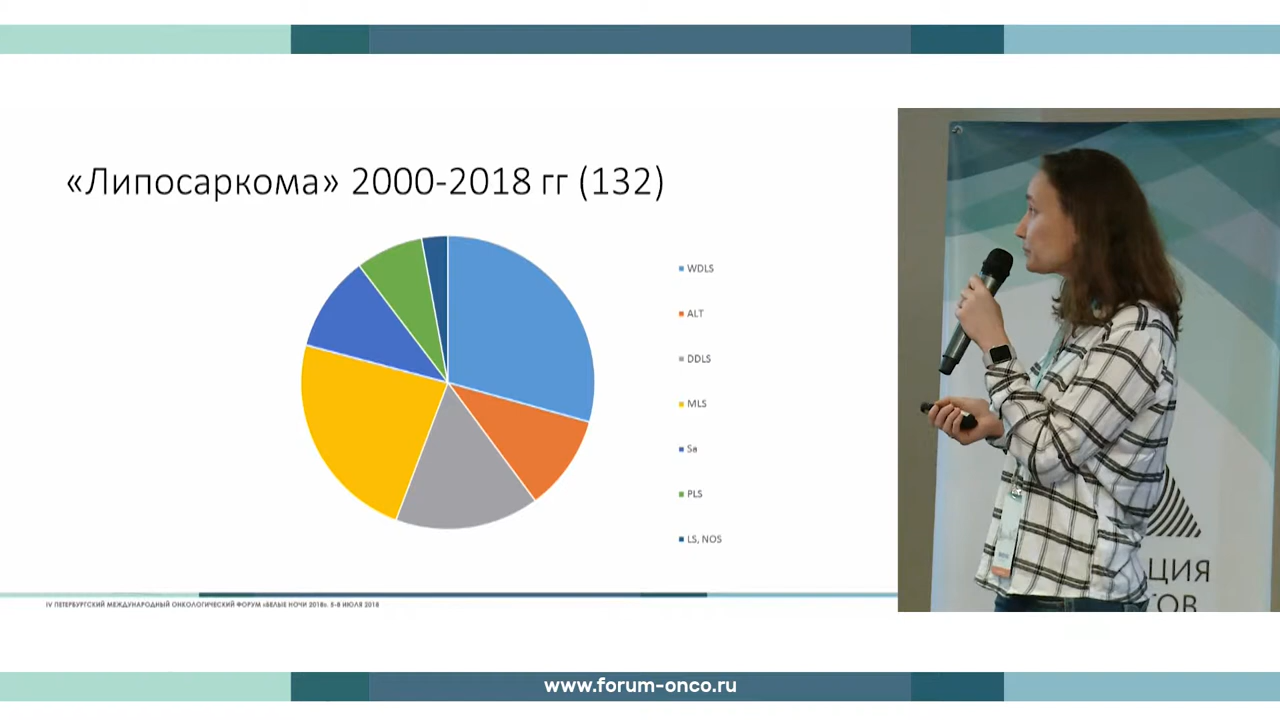 «Липосаркома» 2000-2018 гг (132)
WDLS
ALT
DDLS
MLS
Sa
PLS
LS, NOS
IV ПЕТЕРБУРГСКИЙ МЕЖДУНАРОДНЫЙ ОНКОЛОГИЧЕСКИЙ ФОРУМ «БЕЛЫЕ НОЧИ 2018». 5-8 ИЮЛЯ 2018
ЦИЯ
ТОВ
www.forum-onco.ru